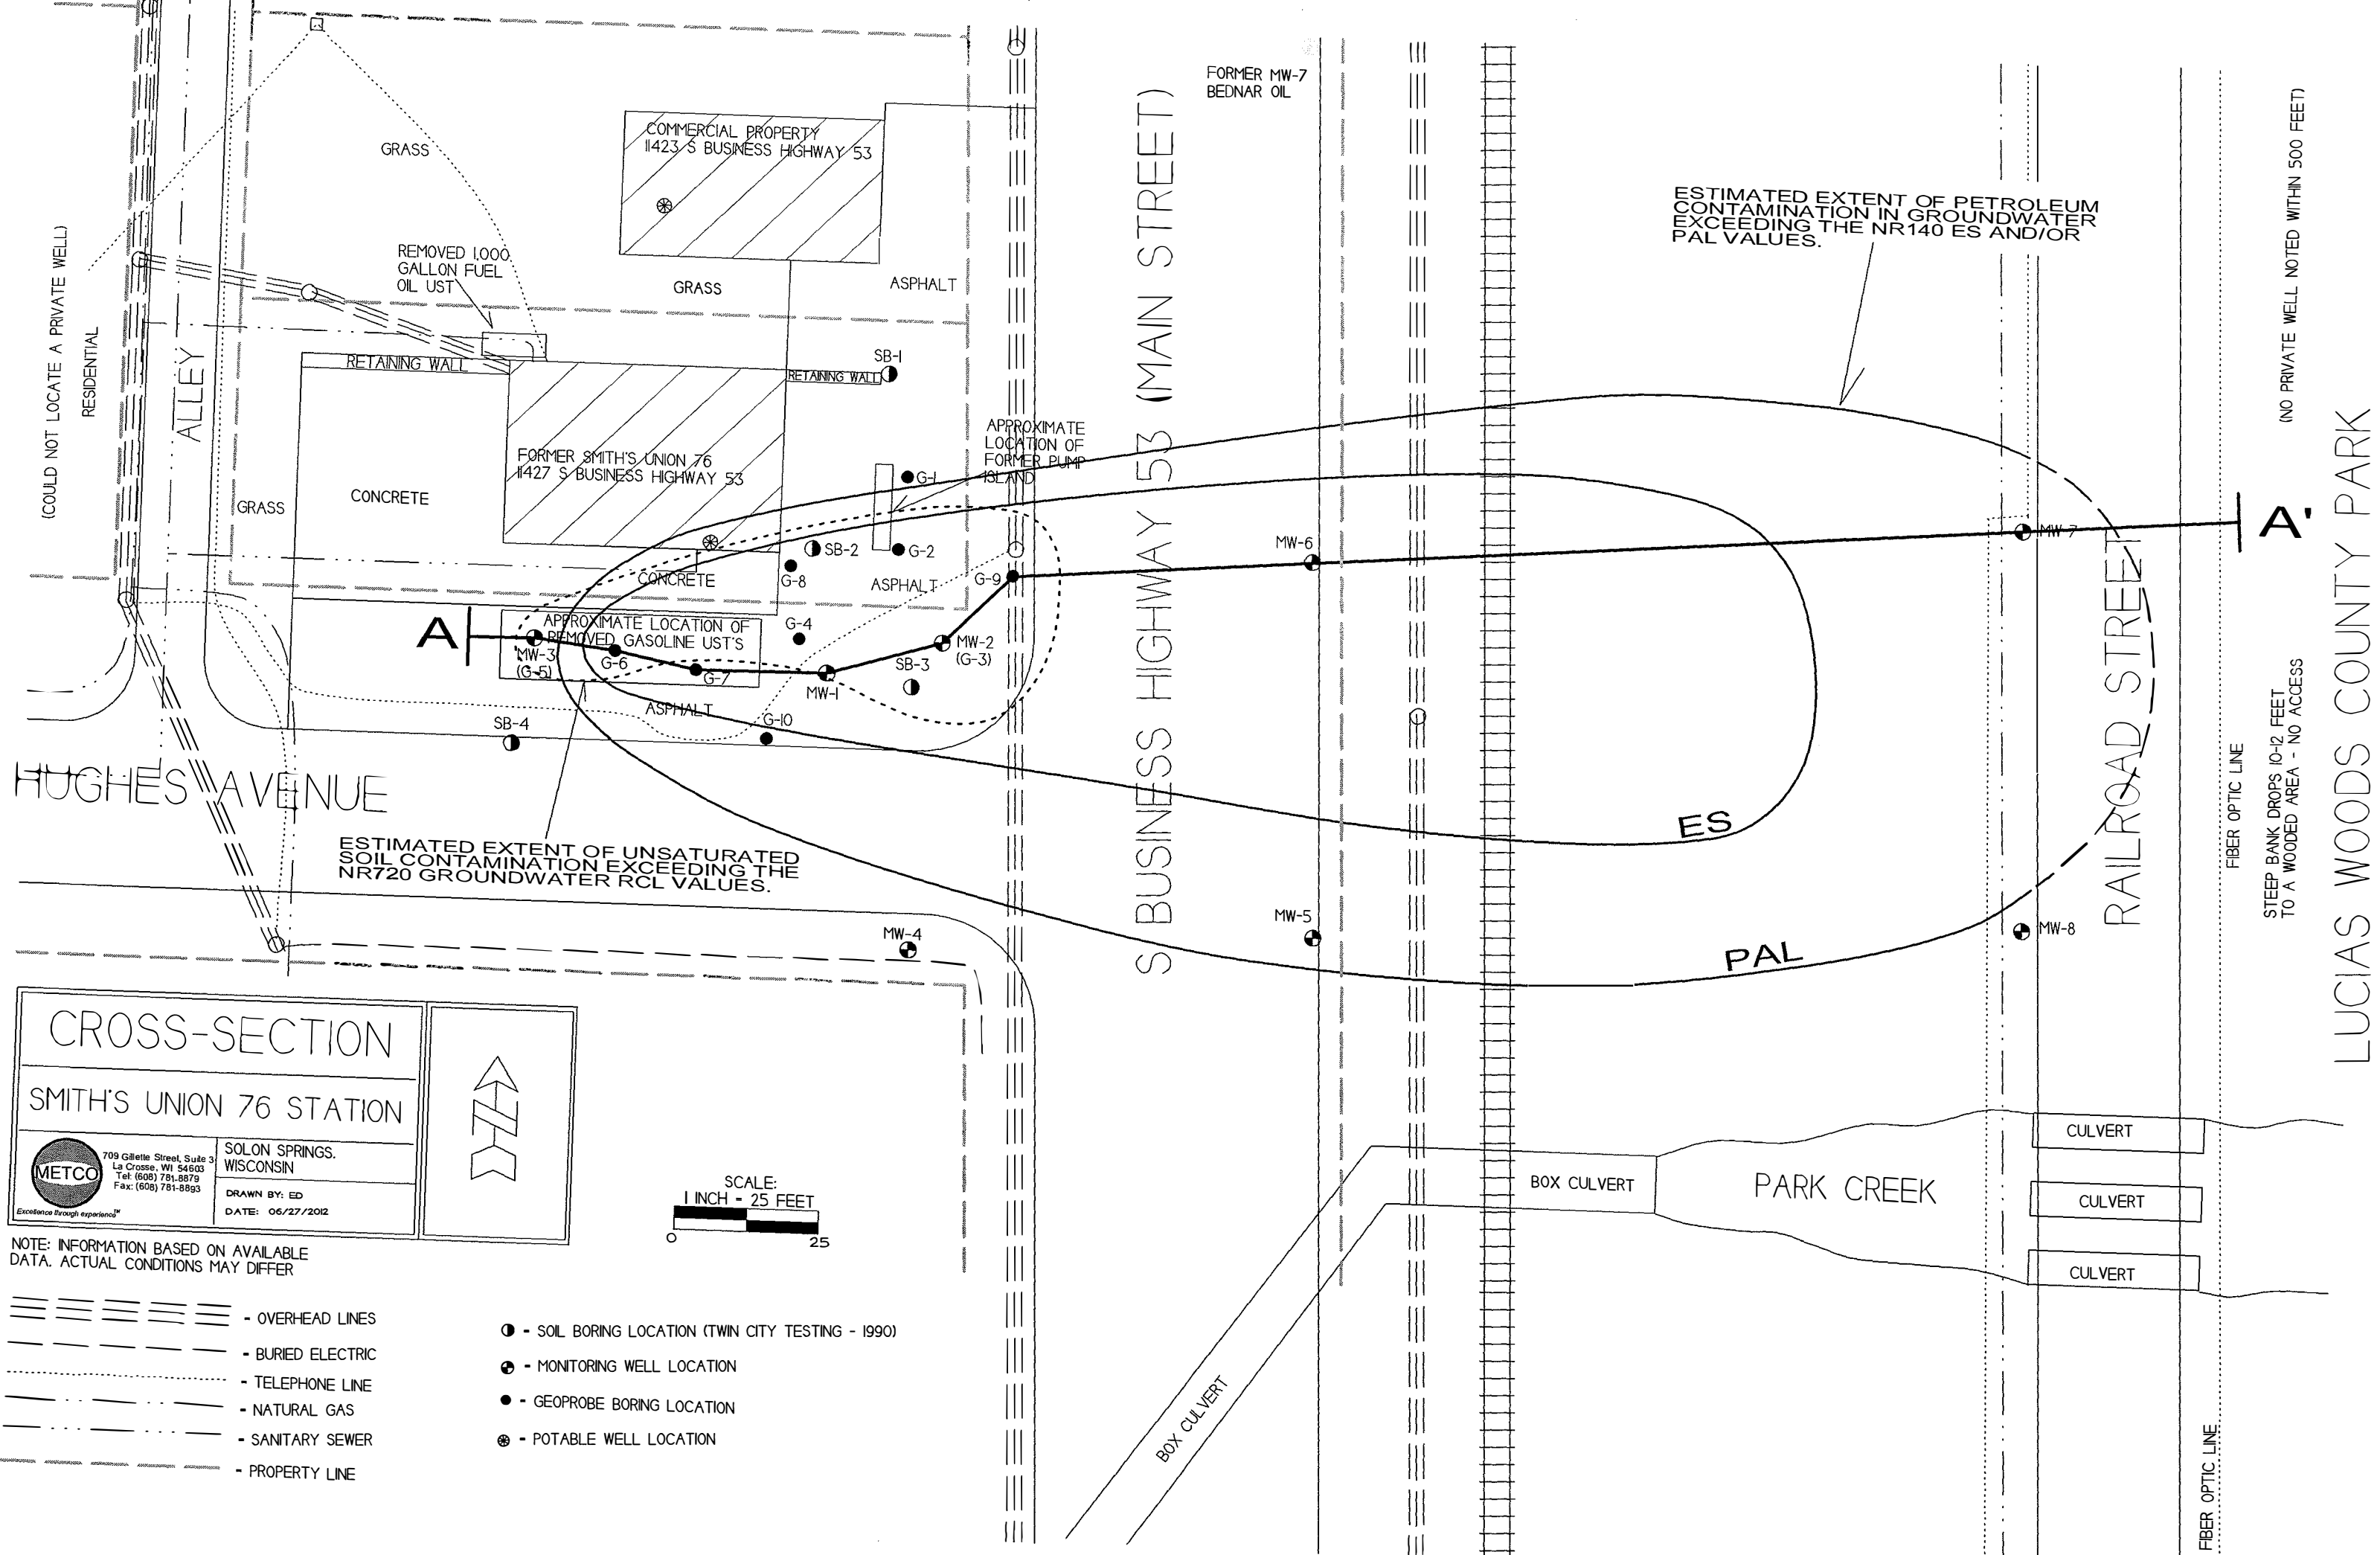 FORMER MW-7
BEDNAR OIL
COMMERCIAL PROPERTY
11423 S BUSINESS HIGHWAY 53
GRASS
REMOVED 1,000
GALLON FUEL
OIL UST
GRASS
ASPHALT
(COULD NOT LOCATE A PRIVATE WELL)
RESIDENTIAL
ALLEY
RETAINING WALL
RETAINING WALL
SB-1
FORMER SMITH'S UNION 76
11427 S BUSINESS HIGHWAY 53
CONCRETE
GRASS
APPROXIMATE
LOCATION OF
FORMER PUMP
ISLAND
G-1
SB-2
G-2
G-8
CONCRETE
ASPHALT
G-9
A
APPROXIMATE LOCATION OF
REMOVED GASOLINE UST'S
MW-3
(G-5)
G-6
G-7
G-4
MW-1
MW-2
(G-3)
SB-3
ASPHALT
G-10
SB-4
HUGHES AVENUE
ESTIMATED EXTENT OF UNSATURATED
SOIL CONTAMINATION EXCEEDING THE
NR720 GROUNDWATER RCL VALUES.
MW-4
S BUSINESS HIGHWAY 53 (MAIN STREET)
MW-6
MW-5
ESTIMATED EXTENT OF PETROLEUM
CONTAMINATION IN GROUNDWATER
EXCEEDING THE NR140 ES AND/OR
PAL VALUES.
ES
PAL
MW-7
MW-8
A'
RAILROAD STREET
(NO PRIVATE WELL NOTED WITHIN 500 FEET)
LUCIAS WOODS COUNTY PARK
FIBER OPTIC LINE
STEEP BANK DROPS 10-12 FEET
TO A WOODED AREA - NO ACCESS
CULVERT
CULVERT
CULVERT
BOX CULVERT
PARK CREEK
BOX CULVERT
FIBER OPTIC LINE
CROSS-SECTION
SMITH'S UNION 76 STATION
METCO
Excellence through experience™
709 Gillette Street, Suite 3
La Crosse, WI 54603
Tel: (608) 781-8879
Fax: (608) 781-8893
SOLON SPRINGS,
WISCONSIN
DRAWN BY: ED
DATE: 06/27/2012
N
SCALE:
1 INCH = 25 FEET
0 25
NOTE: INFORMATION BASED ON AVAILABLE
DATA. ACTUAL CONDITIONS MAY DIFFER
- OVERHEAD LINES
- BURIED ELECTRIC
- TELEPHONE LINE
- NATURAL GAS
- SANITARY SEWER
- PROPERTY LINE
- SOIL BORING LOCATION (TWIN CITY TESTING - 1990)
- MONITORING WELL LOCATION
- GEOPROBE BORING LOCATION
- POTABLE WELL LOCATION